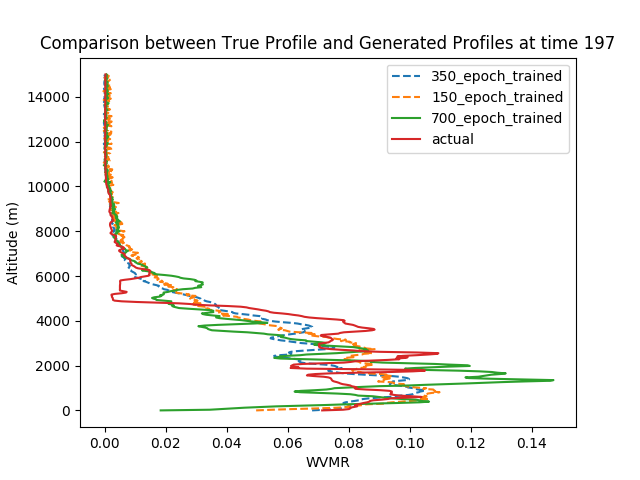 Comparison between True Profile and Generated Profiles at time 197
350_epoch_trained
150_epoch_trained
700_epoch_trained
actual
Altitude (m)
14000
12000
10000
8000
6000
4000
2000
0
0.00 0.02 0.04 0.06 0.08 0.10 0.12 0.14
WVMR